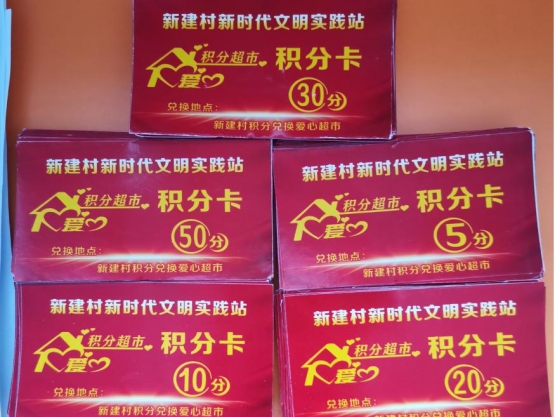 新建村新时代文明实践站
爱
积分超市
积分卡
30分
兑换地点：
新建村积分兑换爱心超市
新建村新时代文明实践站
爱
积分超市
积分卡
50分
兑换地点：
新建村积分兑换爱心超市
新建村新时代文明实践站
爱
积分超市
积分卡
5分
兑换地点：
新建村积分兑换爱心超市
新建村新时代文明实践站
爱
积分超市
积分卡
10分
兑换地点：
新建村积分兑换爱心超市
新建村新时代文明实践站
爱
积分超市
积分卡
20分
兑换地点：
新建村积分兑换爱心超市